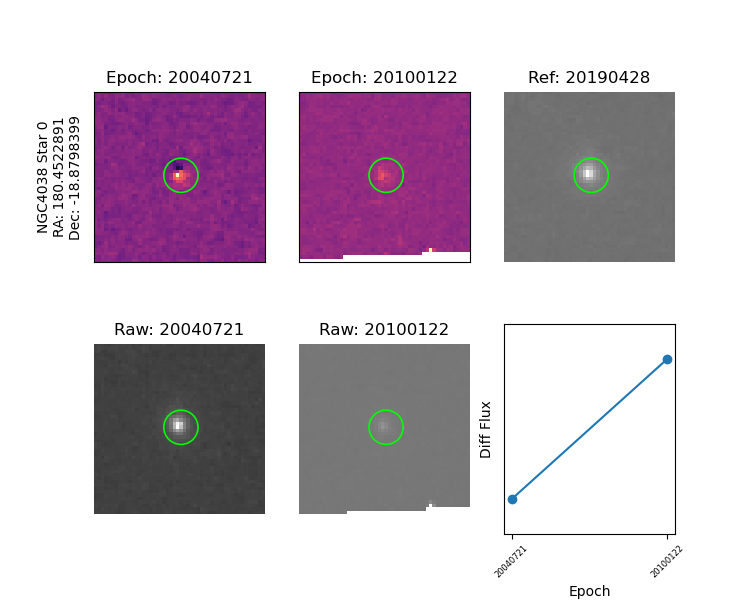 Epoch: 20040721
Epoch: 20100122
Ref: 20190428
NGC4038 Star 0
RA: 180.4522891
Dec: -18.8798399
Raw: 20040721
Raw: 20100122
Diff Flux
20040721
20100122
Epoch